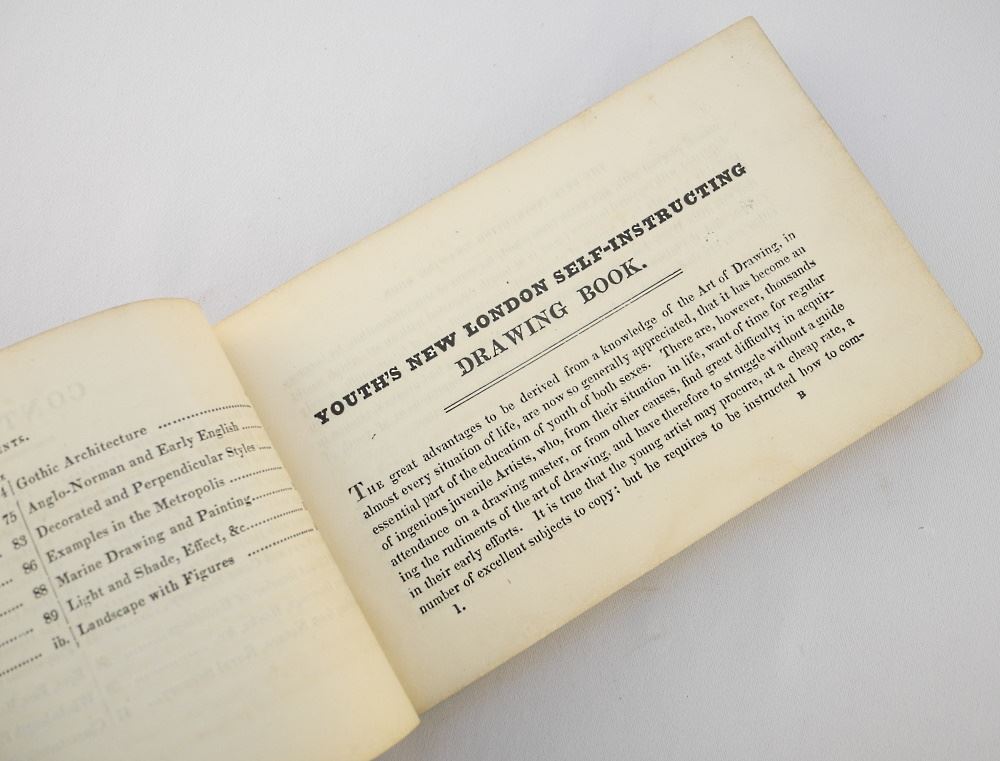 NTS.
4
75
83
86
88
89
ib.
Gothic Architecture
Anglo-Norman and Early English
Decorated and Perpendicular Styles
Examples in the Metropolis
Marine Drawing and Painting
Light and Shade, Effect, &c.
Landscape with Figures
YOUTH'S NEW LONDON SELF-INSTRUCTING
DRAWING BOOK.
THE great advantages to be derived from a knowledge of the Art of Drawing, in
almost every situation of life, are now so generally appreciated, that it has become an
essential part of the education of youth of both sexes. There are, however, thousands
of ingenious juvenile Artists, who, from their situation in life, want of time for regular
attendance on a drawing master, or from other causes, find great difficulty in acquir-
ing the rudiments of the art of drawing, and have therefore to struggle without a guide
in their early efforts. It is true that the young artist may procure, at a cheap rate, a
number of excellent subjects to copy; but he requires to be instructed how to com-
1. B